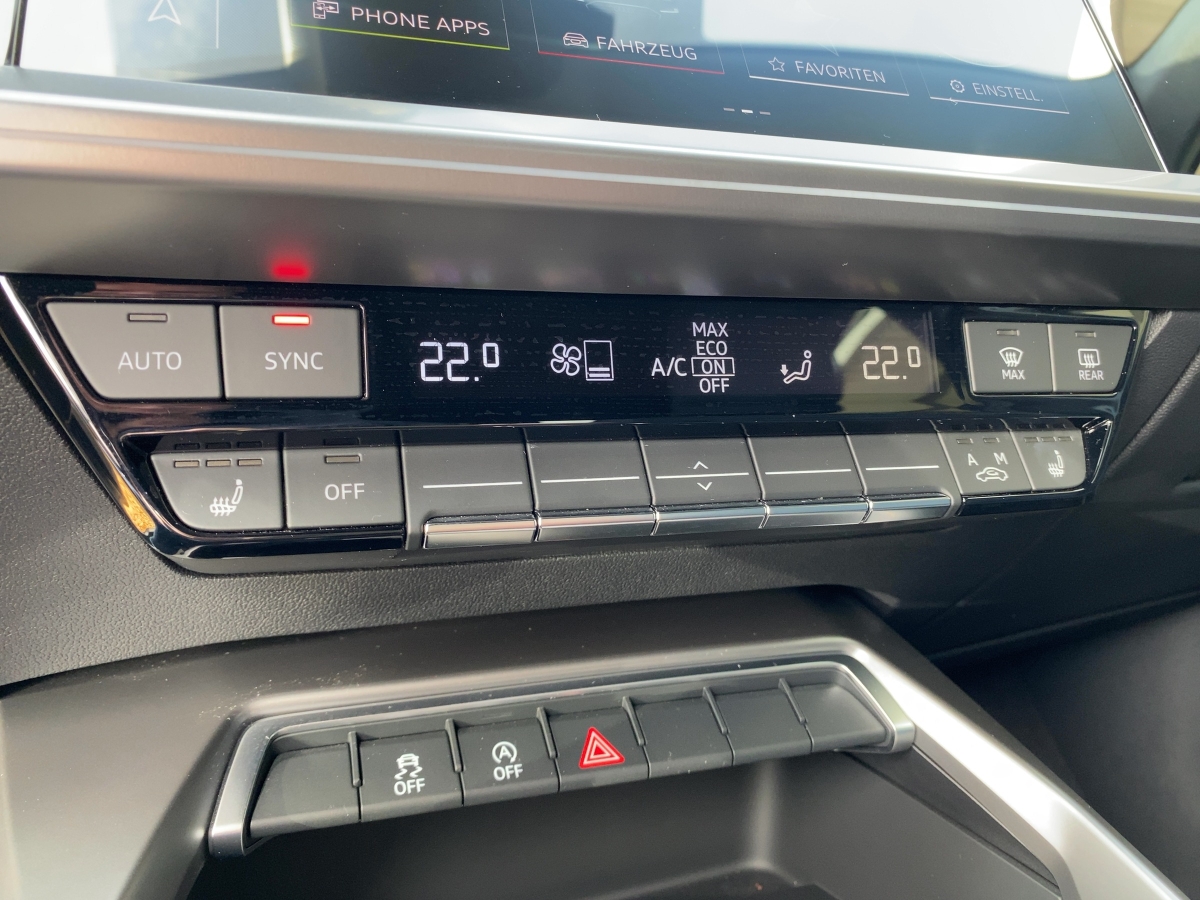 PHONE APPS
FAHRZEUG
FAVORITEN
EINSTELL.
AUTO
SYNC
22.0
A/C
MAX
ECO
ON
OFF
22.0
MAX
REAR
OFF
A M
OFF
A
OFF